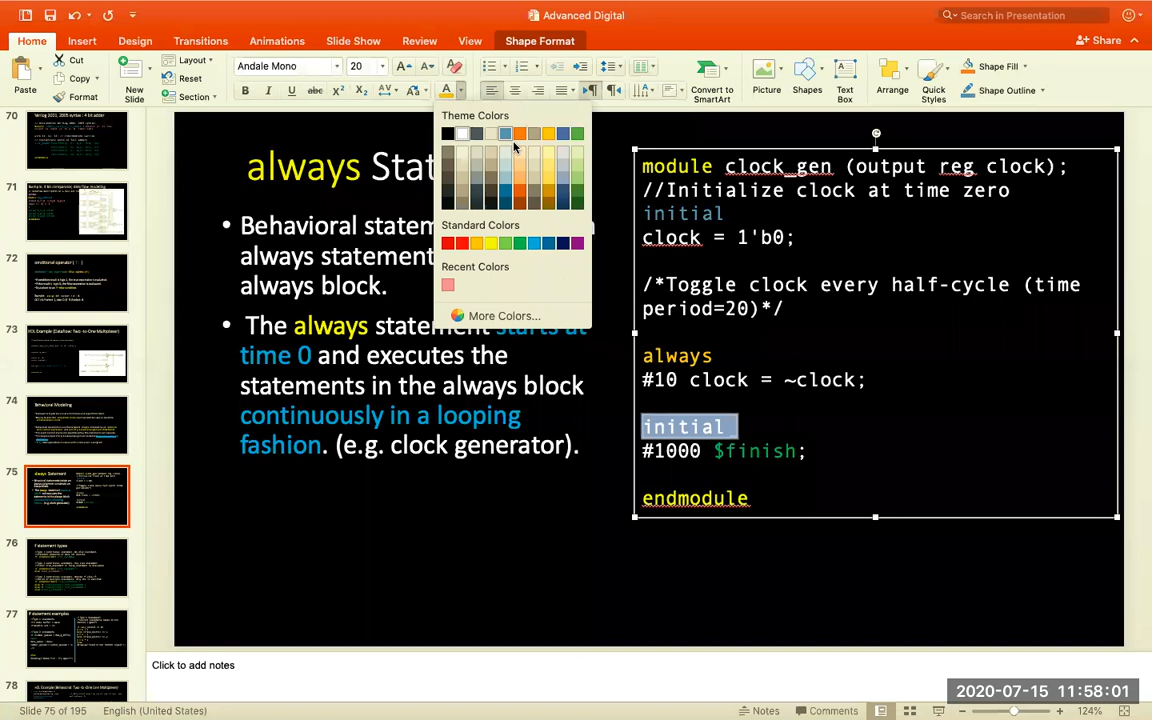 Advanced Digital
Search in Presentation
Home
Insert
Design
Transitions
Animations
Slide Show
Review
View
Shape Format
Share
Paste
Cut
Copy
Format
New Slide
Layout
Reset
Section
Andale Mono
20
Convert to SmartArt
Picture
Shapes
Text Box
Arrange
Quick Styles
Shape Fill
Shape Outline
Theme Colors
Standard Colors
Recent Colors
More Colors...
70
71
72
73
74
75
76
77
78
always Stat
• Behavioral statem
always statement
always block.
• The always statement starts at
time 0 and executes the
statements in the always block
continuously in a looping
fashion. (e.g. clock generator).
module clock_gen (output reg clock);
//Initialize clock at time zero
initial
clock = 1'b0;
/*Toggle clock every half-cycle (time
period=20)*/
always
#10 clock = ~clock;
initial
#1000 $finish;
endmodule
Click to add notes
2020-07-15 11:58:01
Slide 75 of 195
English (United States)
Notes
Comments
124%